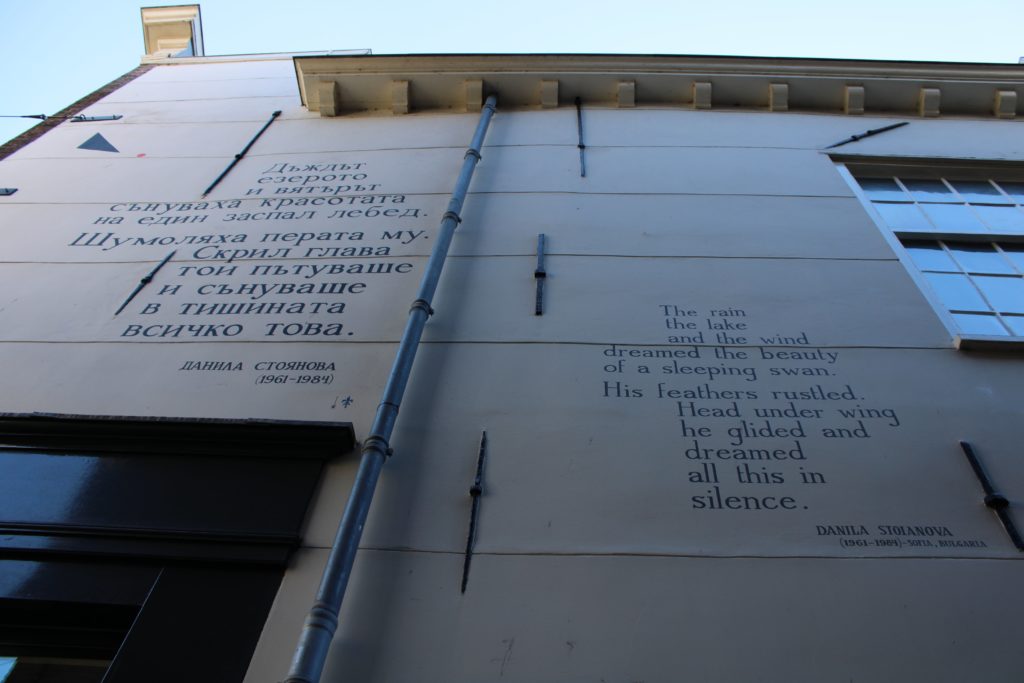 Дъждът
езерото
и вятърът
сънуваха красотата
на един заспал лебед.
Шумоляха перата му.
Скрил глава
той пътуваше
и сънуваше
в тишината
всичко това.
ДАНИЛА СТОЯНОВА
(1961-1984)
The rain
the lake
and the wind
dreamed the beauty
of a sleeping swan.
His feathers rustled.
Head under wing
he glided and
dreamed
all this in
silence.
DANILA STOIANOVA
(1961-1984)-SOFIA, BULGARIA